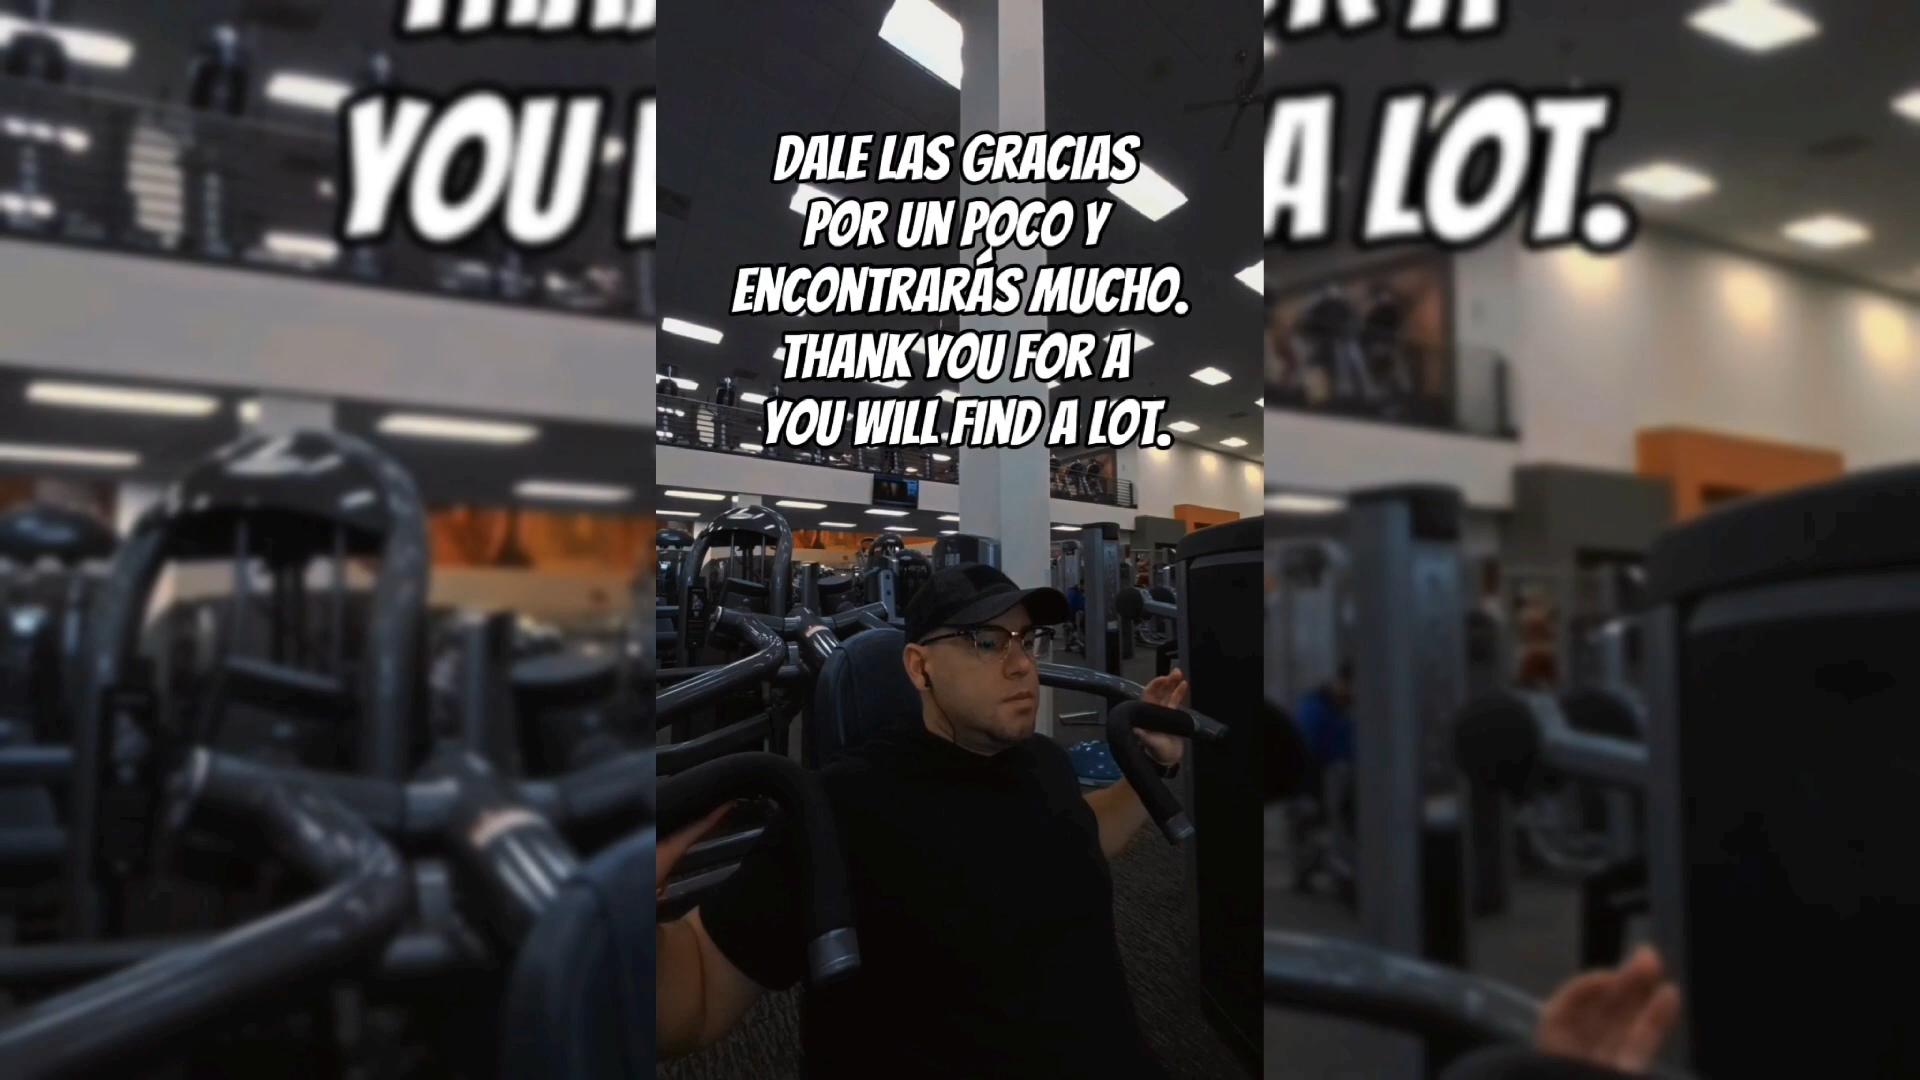 DALE LAS GRACIAS
POR UN POCO Y
ENCONTRARÁS MUCHO.
THANK YOU FOR A
YOU WILL FIND A LOT.